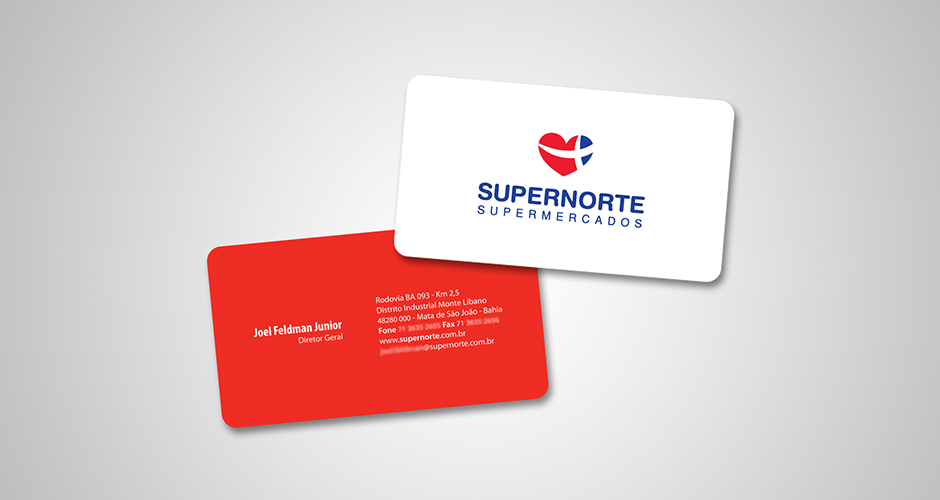 SUPERNORTE
SUPERMERCADOS
Joel Feldman Junior
Diretor Geral
Rodovia BA 093 - Km 2,5
Distrito Industrial Monte Líbano
48280 000 - Mata de São João - Bahia
Fone Fax 71
www.supernorte.com.br
@supernorte.com.br